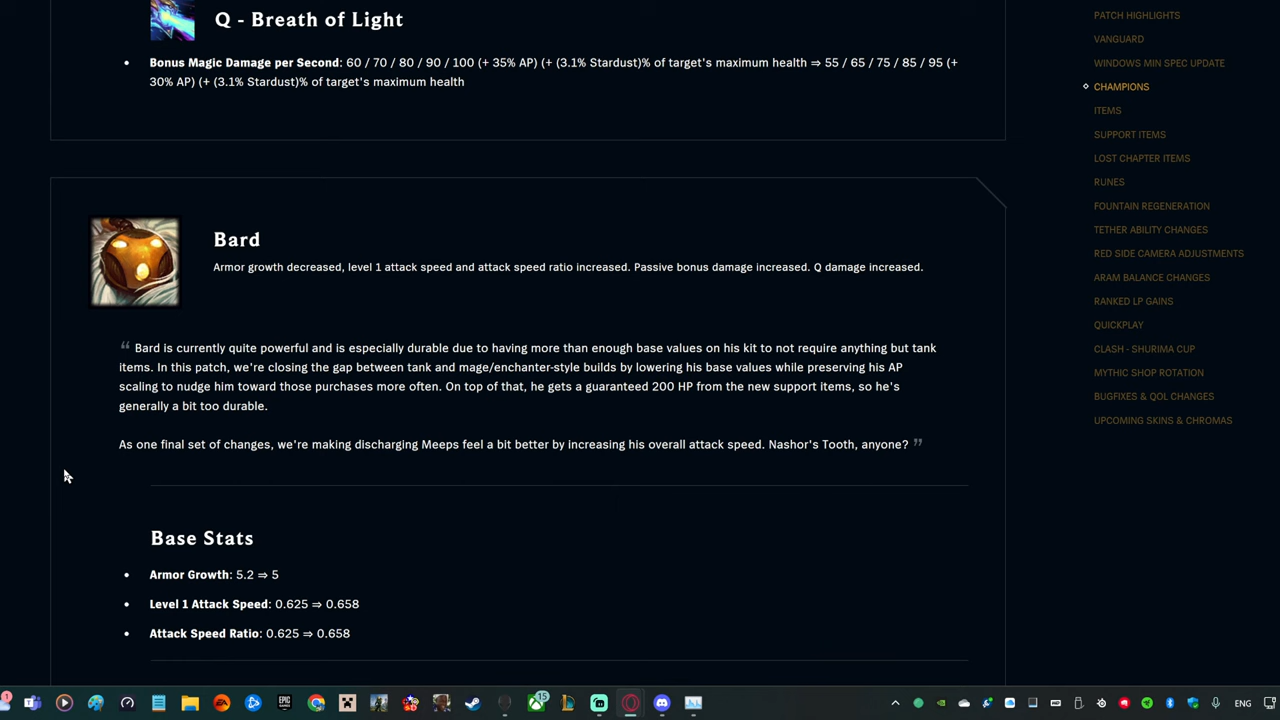 Q - Breath of Light
Bonus Magic Damage per Second: 60 / 70 / 80 / 90 / 100 (+ 35% AP) (+ (3.1% Stardust)% of target's maximum health ⇒ 55 / 65 / 75 / 85 / 95 (+
30% AP) (+ (3.1% Stardust)% of target's maximum health
Bard
Armor growth decreased, level 1 attack speed and attack speed ratio increased. Passive bonus damage increased. Q damage increased.
“ Bard is currently quite powerful and is especially durable due to having more than enough base values on his kit to not require anything but tank
items. In this patch, we're closing the gap between tank and mage/enchanter-style builds by lowering his base values while preserving his AP
scaling to nudge him toward those purchases more often. On top of that, he gets a guaranteed 200 HP from the new support items, so he's
generally a bit too durable.
As one final set of changes, we're making discharging Meeps feel a bit better by increasing his overall attack speed. Nashor's Tooth, anyone? ”
Base Stats
Armor Growth: 5.2 ⇒ 5
Level 1 Attack Speed: 0.625 ⇒ 0.658
Attack Speed Ratio: 0.625 ⇒ 0.658
PATCH HIGHLIGHTS
VANGUARD
WINDOWS MIN SPEC UPDATE
CHAMPIONS
ITEMS
SUPPORT ITEMS
LOST CHAPTER ITEMS
RUNES
FOUNTAIN REGENERATION
TETHER ABILITY CHANGES
RED SIDE CAMERA ADJUSTMENTS
ARAM BALANCE CHANGES
RANKED LP GAINS
QUICKPLAY
CLASH - SHURIMA CUP
MYTHIC SHOP ROTATION
BUGFIXES & QOL CHANGES
UPCOMING SKINS & CHROMAS
1
EPIC
GAMES
15
ENG